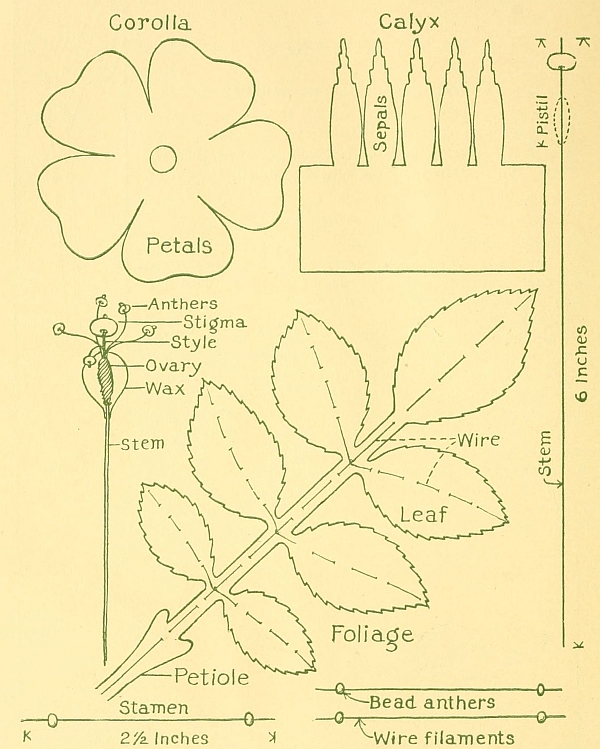 Corolla
Calyx
Petals
Sepals
Pistil
Anthers
Stigma
Style
Ovary
Wax
Stem
Wire
Leaf
Foliage
Petiole
Stem
6 Inches
Stamen
2½ Inches
Bead anthers
Wire filaments